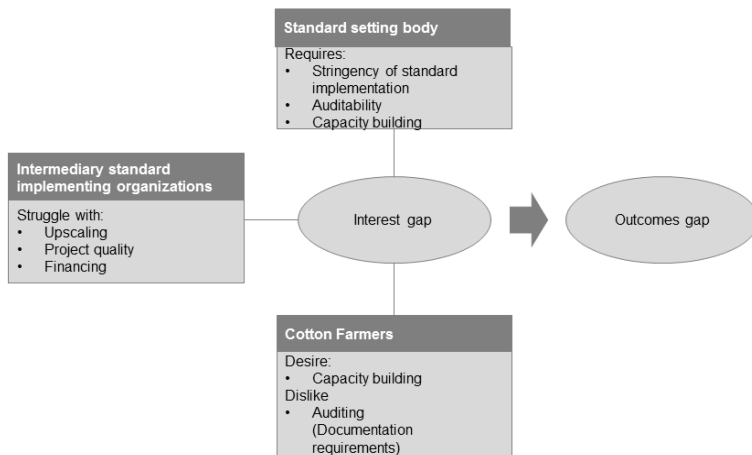 Standard setting body
Requires:
• Stringency of standard
implementation
• Auditability
• Capacity building
Intermediary standard
implementing organizations
Struggle with:
• Upscaling
• Project quality
• Financing
Interest gap
Outcomes gap
Cotton Farmers
Desire:
• Capacity building
Dislike
• Auditing
(Documentation
requirements)